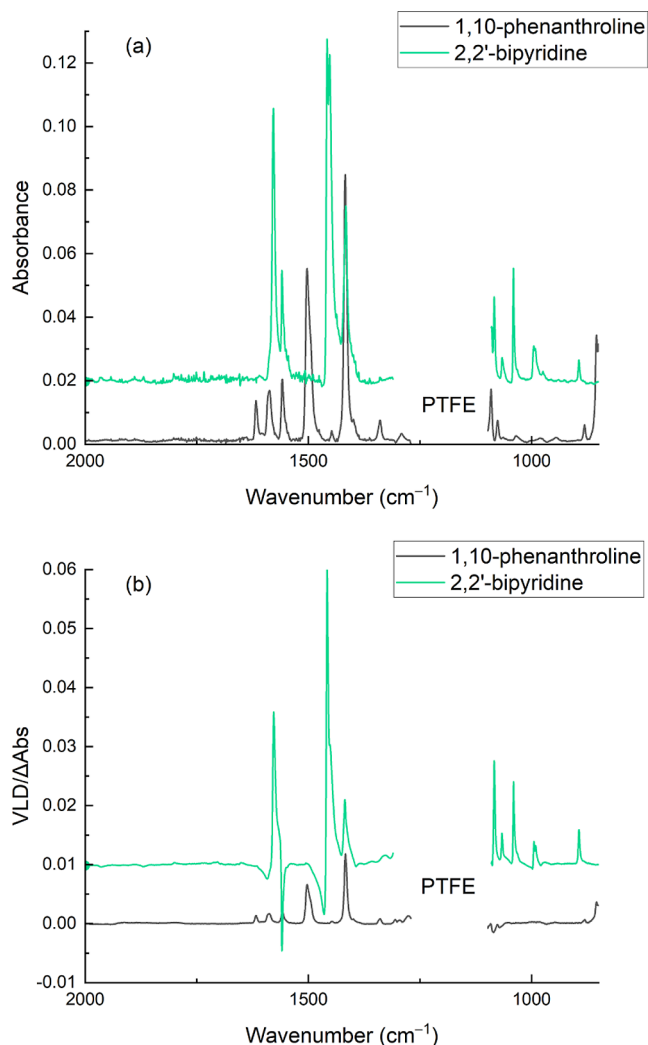 1,10-phenanthroline
2,2'-bipyridine
(a)
0.12
0.10
0.08
0.06
0.04
0.02
0.00
Absorbance
PTFE
2000
1500
1000
Wavenumber (cm⁻¹)
1,10-phenanthroline
2,2'-bipyridine
(b)
0.06
0.05
0.04
0.03
0.02
0.01
0.00
-0.01
VLD/ΔAbs
PTFE
2000
1500
1000
Wavenumber (cm⁻¹)